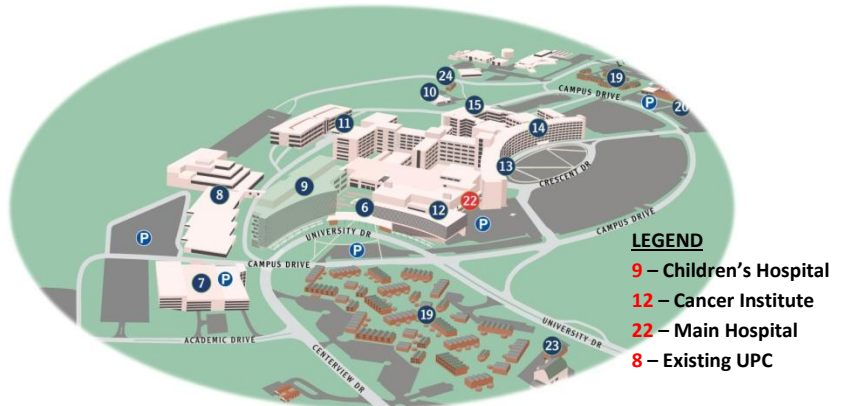 24
10
19
CAMPUS DRIVE
P
20
15
11
14
13
CRESCENT DR
9
8
6
12
22
P
P
UNIVERSITY DR
CAMPUS DRIVE
P
CAMPUS DRIVE
7 P
19
UNIVERSITY DR
23
ACADEMIC DRIVE
CENTERVIEW DR
LEGEND
9 – Children's Hospital
12 – Cancer Institute
22 – Main Hospital
8 – Existing UPC